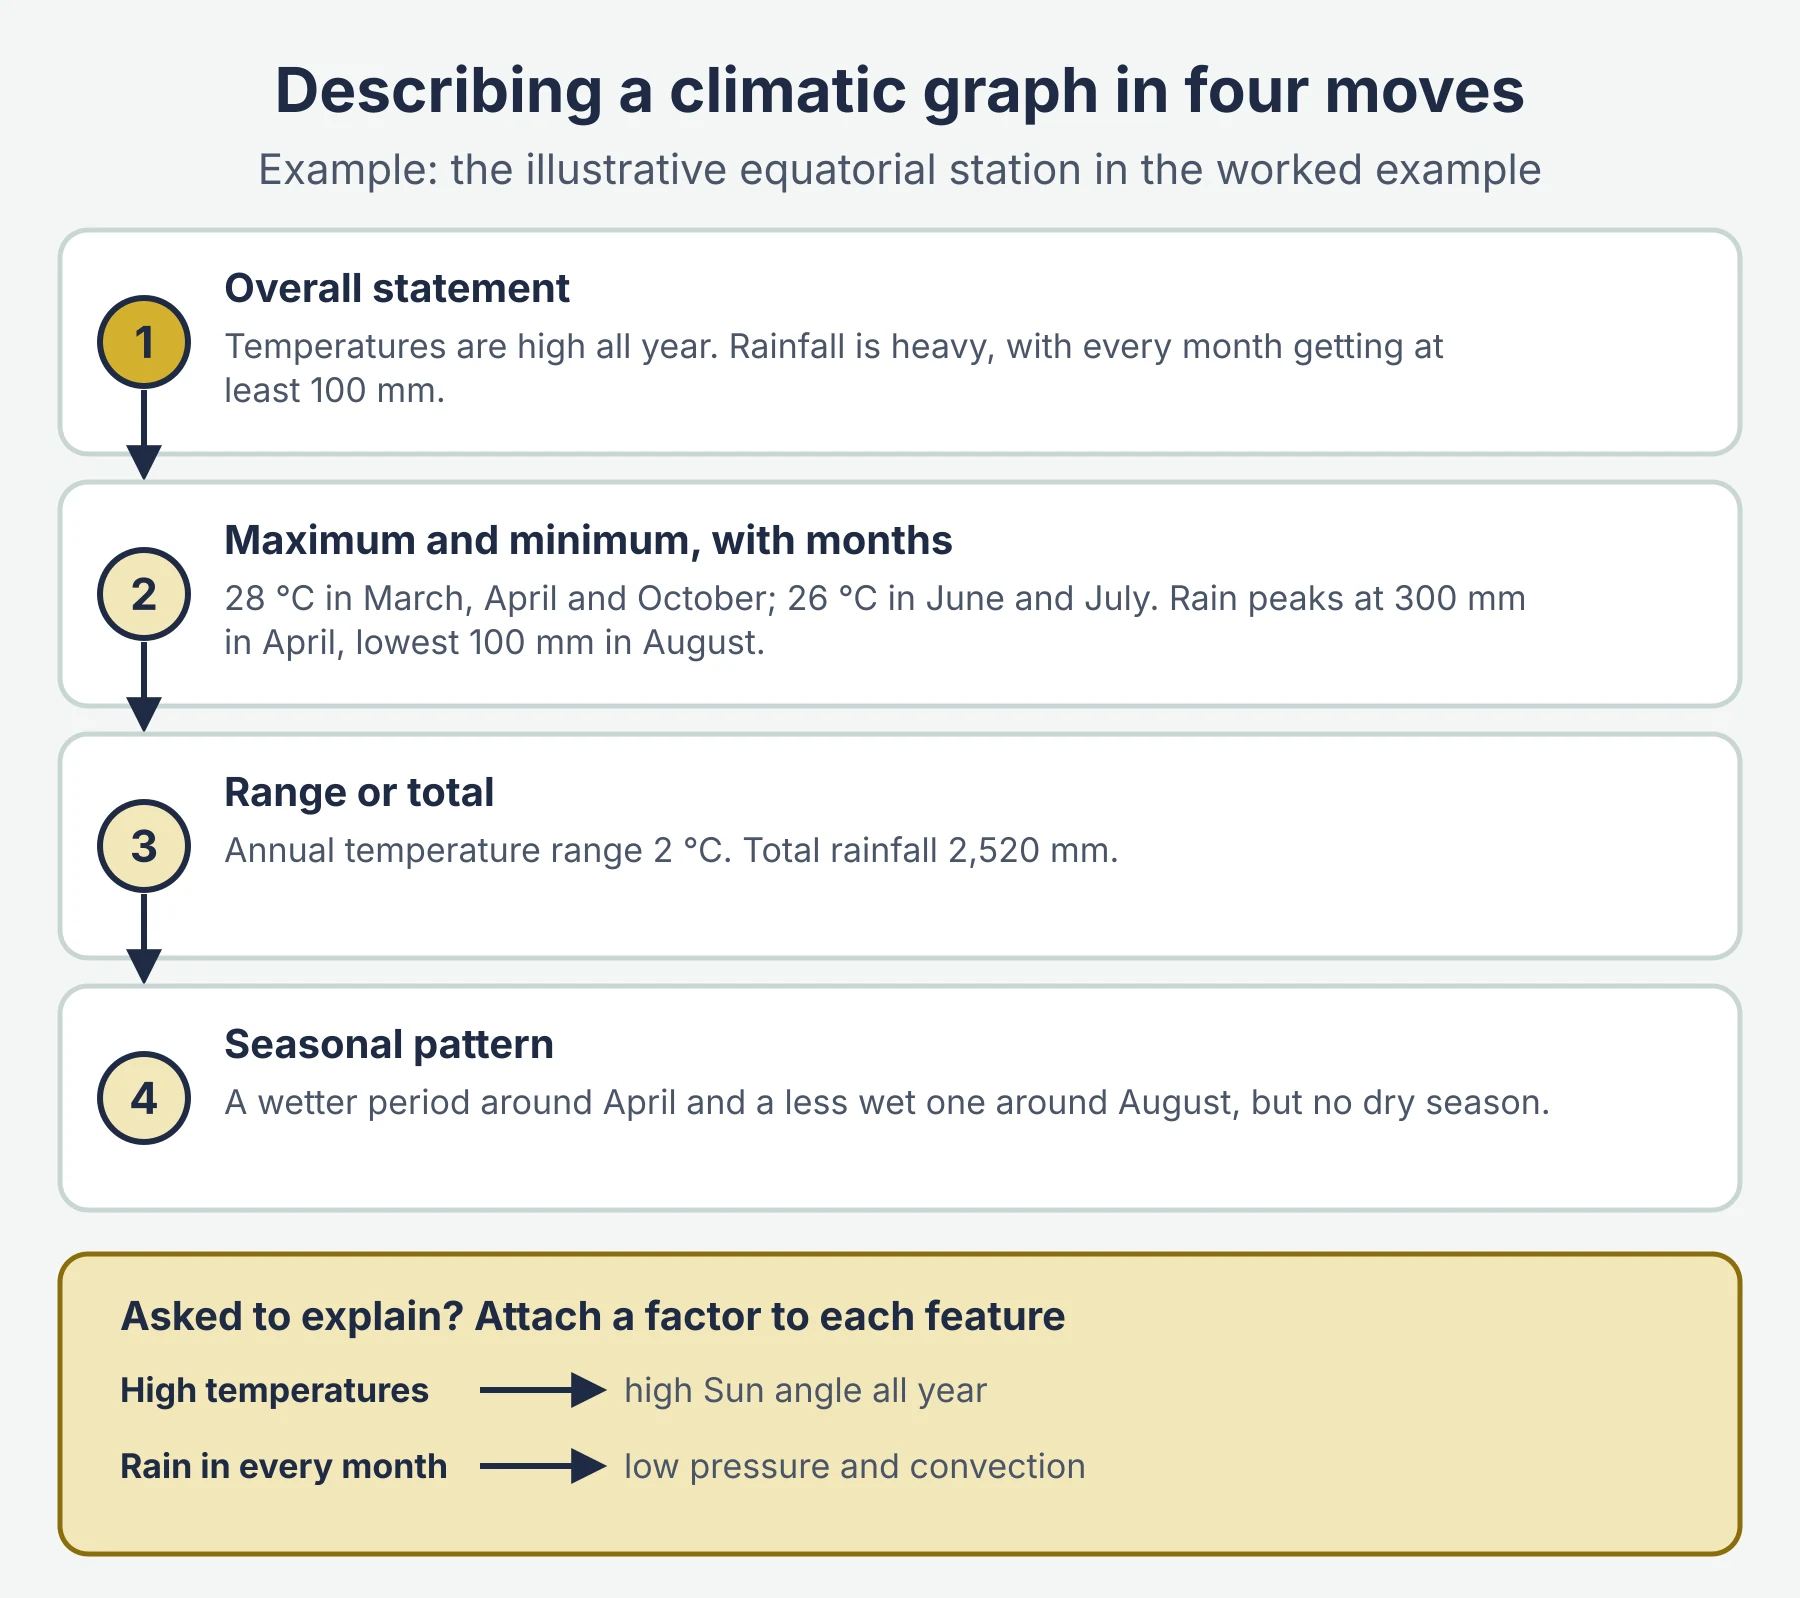 Describing a climatic graph in four moves
Example: the illustrative equatorial station in the worked example
1
Overall statement
Temperatures are high all year. Rainfall is heavy, with every month getting at
least 100 mm.
2
Maximum and minimum, with months
28 °C in March, April and October; 26 °C in June and July. Rain peaks at 300 mm
in April, lowest 100 mm in August.
3
Range or total
Annual temperature range 2 °C. Total rainfall 2,520 mm.
4
Seasonal pattern
A wetter period around April and a less wet one around August, but no dry season.
Asked to explain? Attach a factor to each feature
High temperatures high Sun angle all year
Rain in every month low pressure and convection